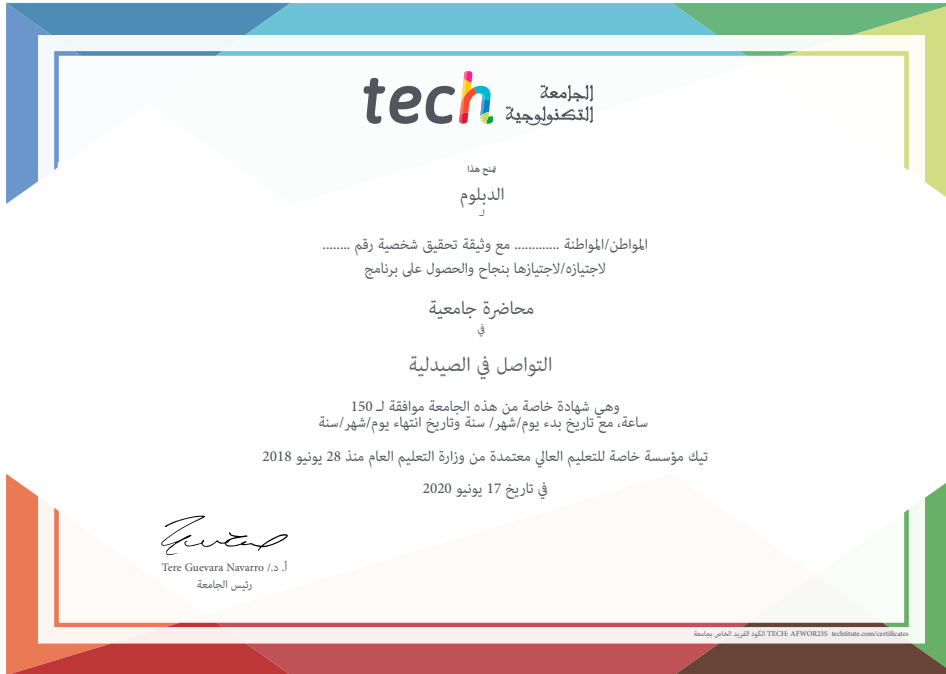 tech الجامعة
التكنولوجية
تمنح هذا
الدبلوم
لـ
المواطن/المواطنة ............. مع وثيقة تحقيق شخصية رقم ........
لاجتيازه/لاجتيازها بنجاح والحصول على برنامج
محاضرة جامعية
في
التواصل في الصيدلية
وهي شهادة خاصة من هذه الجامعة موافقة لـ 150
ساعة، مع تاريخ بدء يوم/شهر/ سنة وتاريخ انتهاء يوم/شهر/سنة
تيك مؤسسة خاصة للتعليم العالي معتمدة من وزارة التعليم العام منذ 28 يونيو 2018
في تاريخ 17 يونيو 2020
أ. د./ Tere Guevara Navarro
رئيس الجامعة
الكود الفريد الخاص بجامعة TECH: AFWOR23S techtitute.com/certificates